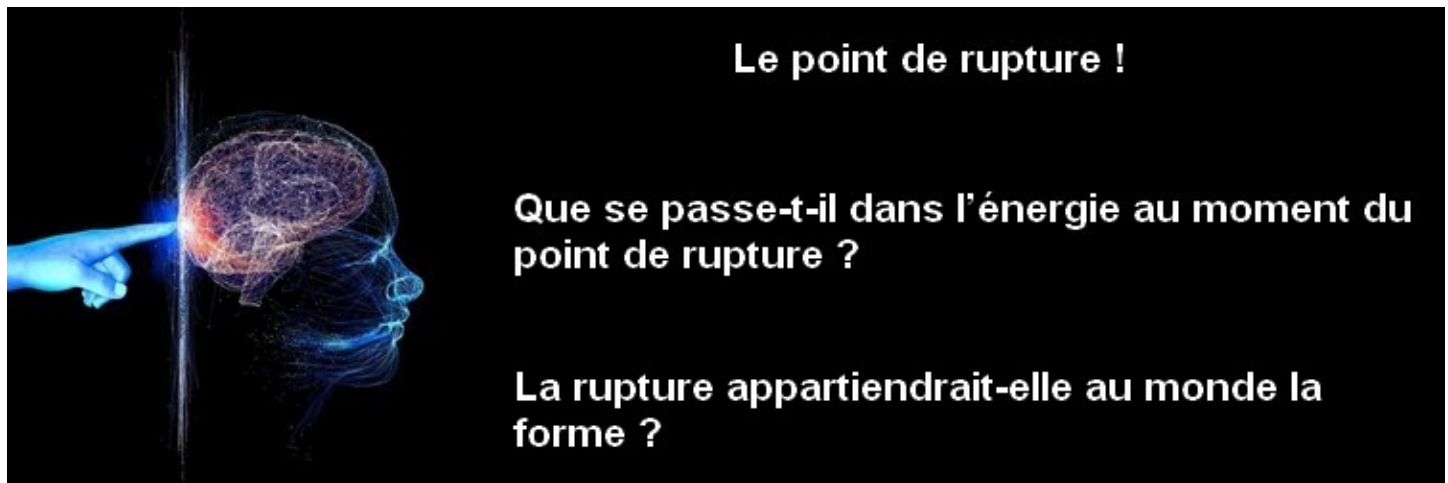 Le point de rupture !
Que se passe-t-il dans l’énergie au moment du
point de rupture ?
La rupture appartiendrait-elle au monde la
forme ?